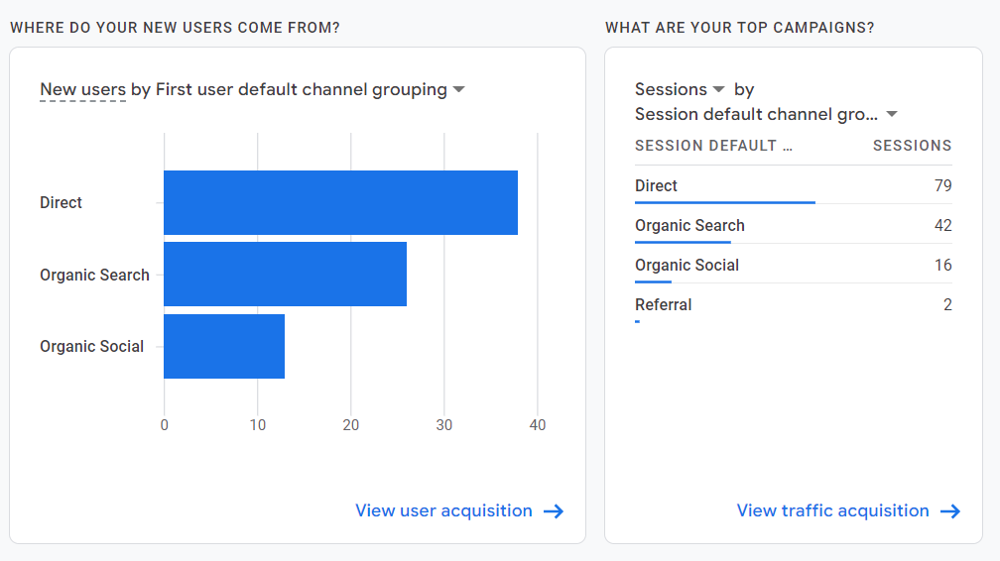 WHERE DO YOUR NEW USERS COME FROM?
New users by First user default channel grouping
Direct
Organic Search
Organic Social
0 10 20 30 40
View user acquisition
WHAT ARE YOUR TOP CAMPAIGNS?
Sessions by
Session default channel gro...
SESSION DEFAULT ... SESSIONS
Direct 79
Organic Search 42
Organic Social 16
Referral 2
View traffic acquisition